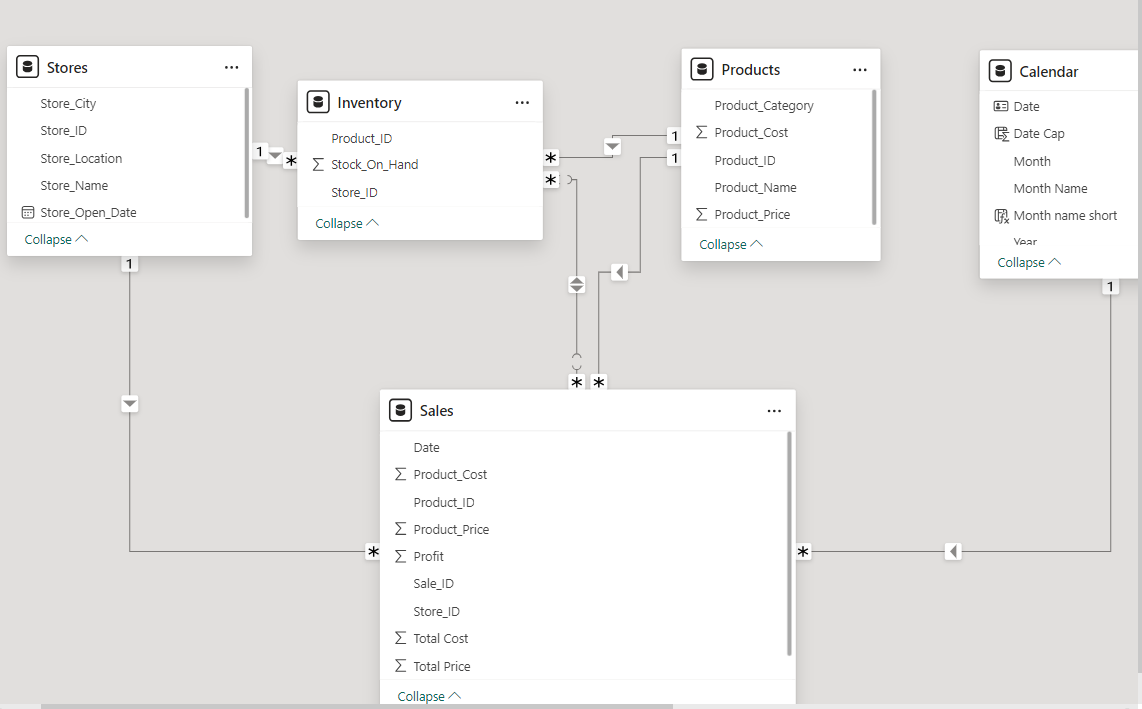 Stores
Store_City
Store_ID
Store_Location
Store_Name
Store_Open_Date
Collapse
1
1
Inventory
Product_ID
Σ Stock_On_Hand
Store_ID
Collapse
*
*
*
Products
Product_Category
Σ Product_Cost
Product_ID
Product_Name
Σ Product_Price
Collapse
1
1
Calendar
Date
Date Cap
Month
Month Name
Month name short
Year
Collapse
1
*
*
Sales
Date
Σ Product_Cost
Product_ID
Σ Product_Price
Σ Profit
Sale_ID
Store_ID
Σ Total Cost
Σ Total Price
Collapse
*
*